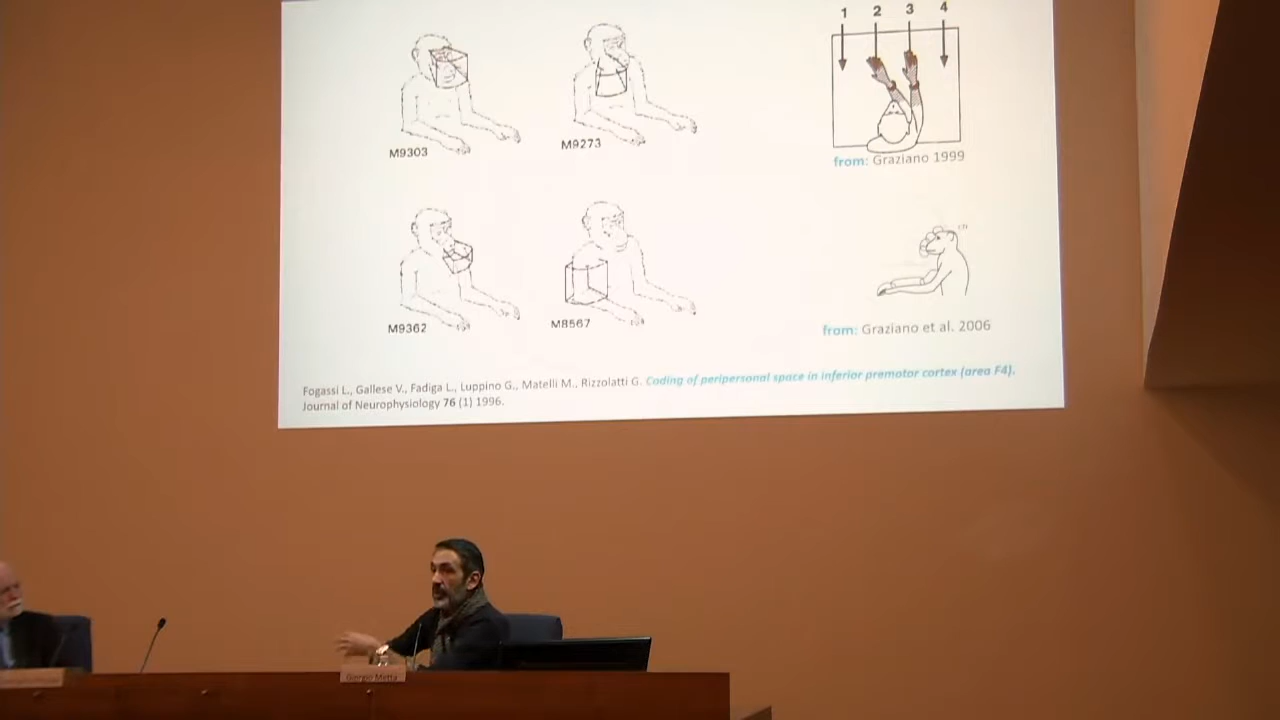 1 2 3 4
M9303
M9273
from: Graziano 1999
M9362
M8567
from: Graziano et al. 2006
Fogassi L., Gallese V., Fadiga L., Luppino G., Matelli M., Rizzolatti G. Coding of peripersonal space in inferior premotor cortex (area F4).
Journal of Neurophysiology 76 (1) 1996.
Giorgio Metta